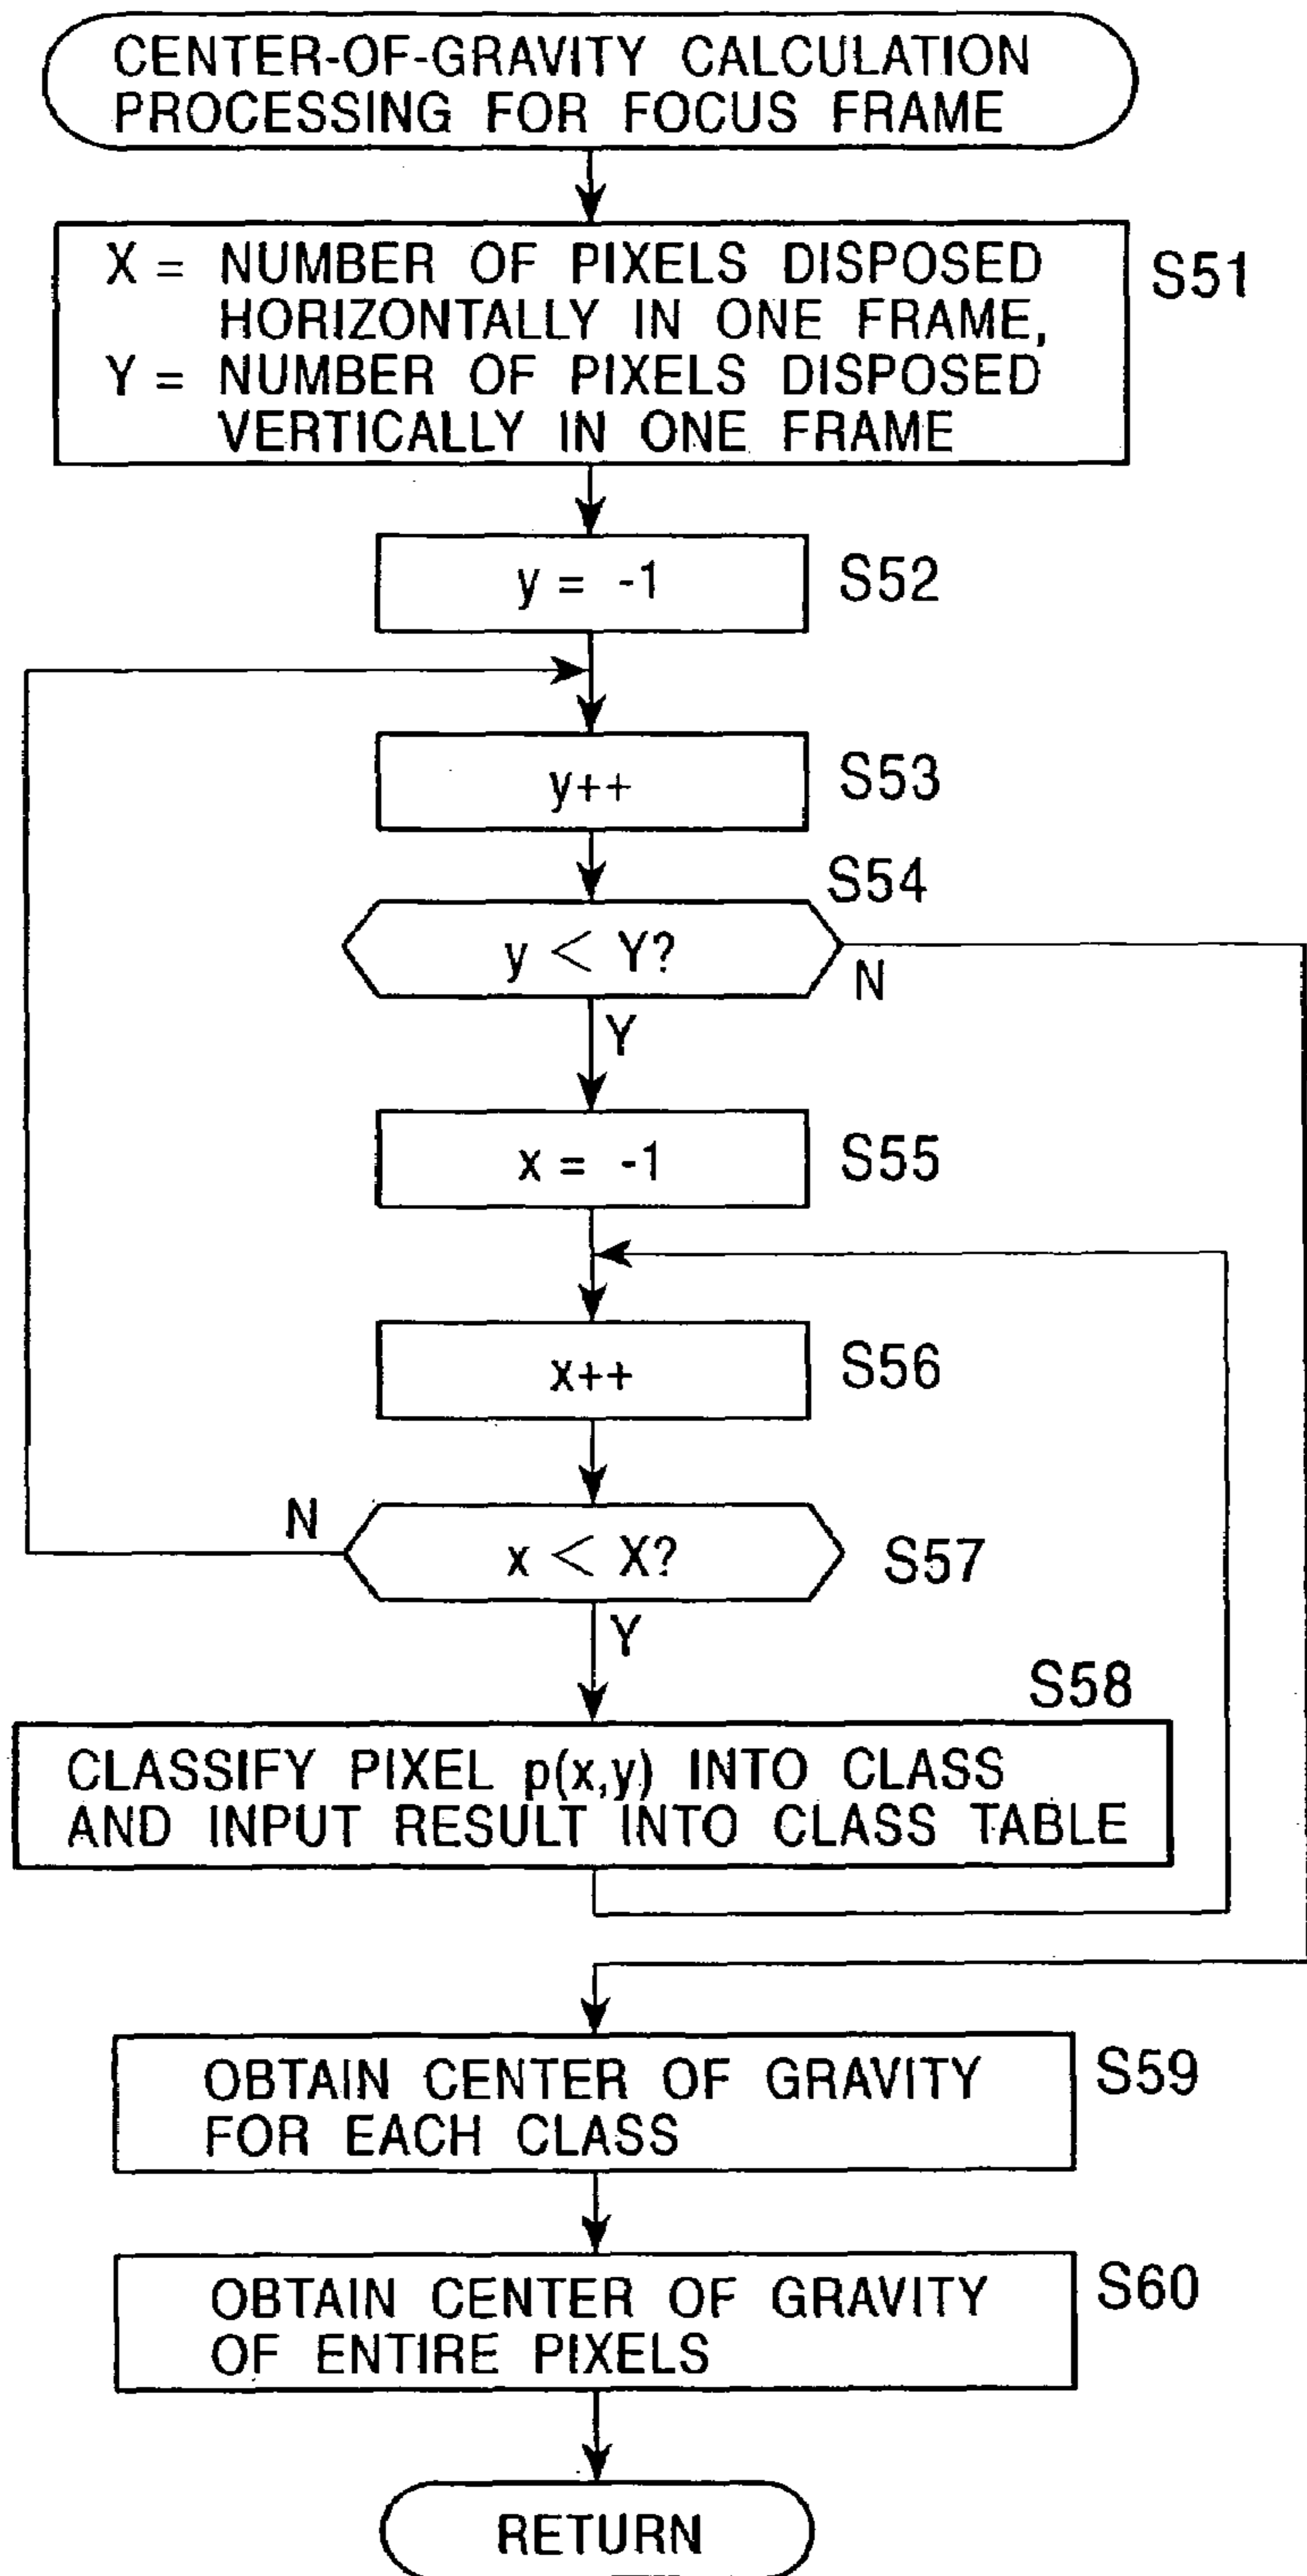 CENTER-OF-GRAVITY CALCULATION
PROCESSING FOR FOCUS FRAME
X = NUMBER OF PIXELS DISPOSED
HORIZONTALLY IN ONE FRAME,
Y = NUMBER OF PIXELS DISPOSED
VERTICALLY IN ONE FRAME
S51
y = -1
S52
y++
S53
S54
y < Y?
N
Y
x = -1
S55
x++
S56
N
x < X?
S57
Y
S58
CLASSIFY PIXEL p(x,y) INTO CLASS
AND INPUT RESULT INTO CLASS TABLE
OBTAIN CENTER OF GRAVITY
FOR EACH CLASS
S59
OBTAIN CENTER OF GRAVITY
OF ENTIRE PIXELS
S60
RETURN